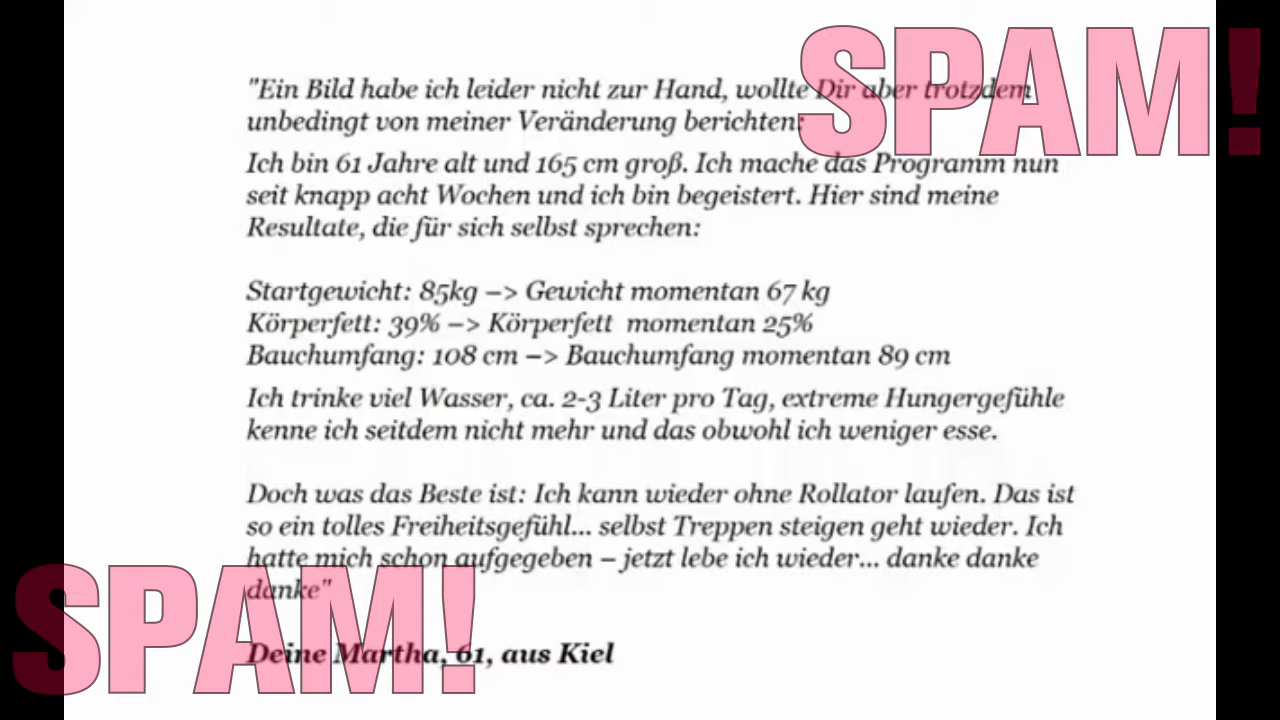 SPAM!
"Ein Bild habe ich leider nicht zur Hand, wollte Dir aber trotzdem
unbedingt von meiner Veränderung berichten:
Ich bin 61 Jahre alt und 165 cm groß. Ich mache das Programm nun
seit knapp acht Wochen und ich bin begeistert. Hier sind meine
Resultate, die für sich selbst sprechen:
Startgewicht: 85kg –> Gewicht momentan 67 kg
Körperfett: 39% –> Körperfett momentan 25%
Bauchumfang: 108 cm –> Bauchumfang momentan 89 cm
Ich trinke viel Wasser, ca. 2-3 Liter pro Tag, extreme Hungergefühle
kenne ich seitdem nicht mehr und das obwohl ich weniger esse.
Doch was das Beste ist: Ich kann wieder ohne Rollator laufen. Das ist
so ein tolles Freiheitsgefühl... selbst Treppen steigen geht wieder. Ich
hatte mich schon aufgegeben – jetzt lebe ich wieder... danke danke
danke"
SPAM!
Deine Martha, 61, aus Kiel